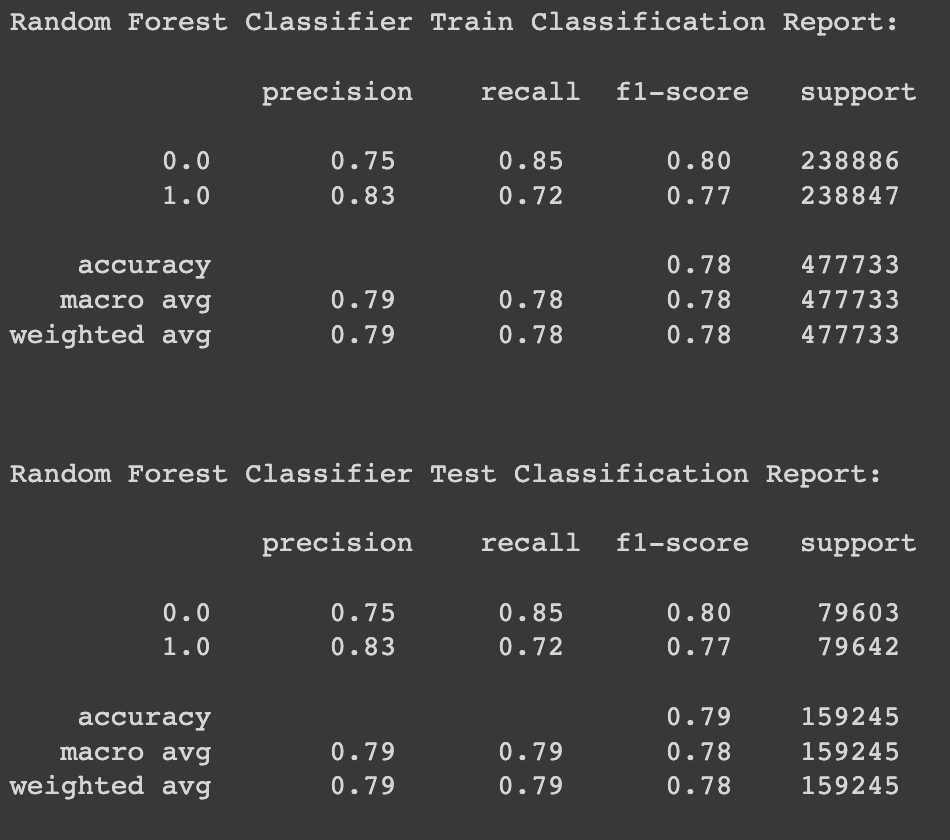 Random Forest Classifier Train Classification Report:
precision recall f1-score support
0.0 0.75 0.85 0.80 238886
1.0 0.83 0.72 0.77 238847
accuracy 0.78 477733
macro avg 0.79 0.78 0.78 477733
weighted avg 0.79 0.78 0.78 477733
Random Forest Classifier Test Classification Report:
precision recall f1-score support
0.0 0.75 0.85 0.80 79603
1.0 0.83 0.72 0.77 79642
accuracy 0.79 159245
macro avg 0.79 0.79 0.78 159245
weighted avg 0.79 0.79 0.78 159245